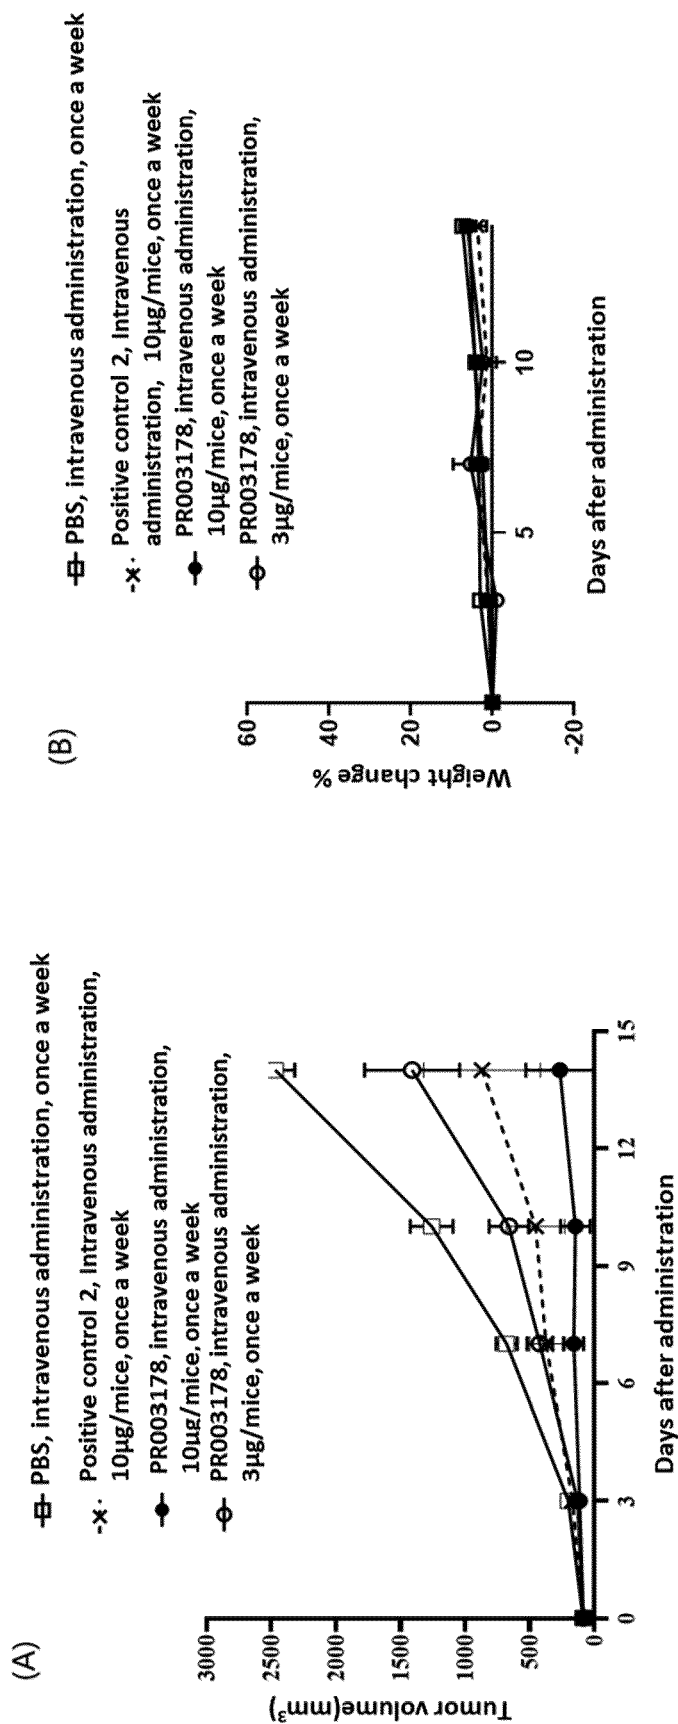 (A)
PBS, intravenous administration, once a week
Positive control 2, Intravenous administration,
10µg/mice, once a week
PR003178, intravenous administration,
10µg/mice, once a week
PR003178, intravenous administration,
3µg/mice, once a week
Tumor volume(mm³)
3000
2500
2000
1500
1000
500
0
0 3 6 9 12 15
Days after administration
(B)
PBS, intravenous administration, once a week
Positive control 2, Intravenous
administration, 10µg/mice, once a week
PR003178, intravenous administration,
10µg/mice, once a week
PR003178, intravenous administration,
3µg/mice, once a week
Weight change %
60
40
20
0
-20
5 10
Days after administration